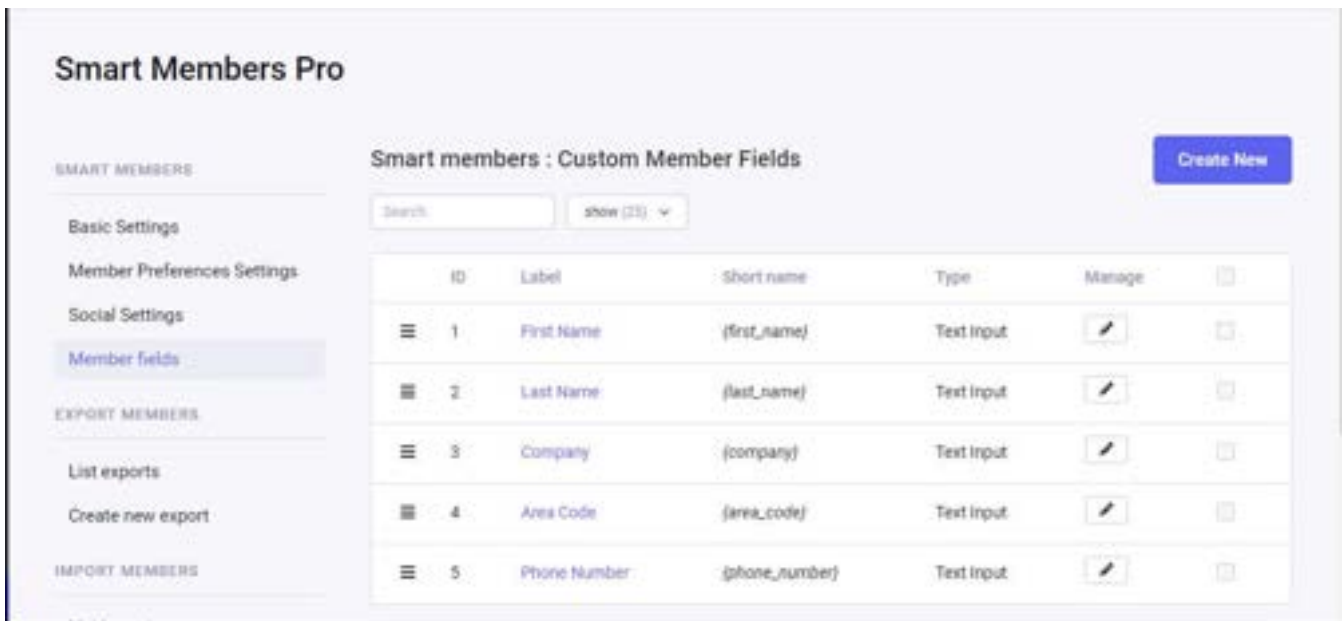 Smart Members Pro
SMART MEMBERS
Basic Settings
Member Preferences Settings
Social Settings
Member fields
EXPORT MEMBERS
List exports
Create new export
IMPORT MEMBERS
Smart members : Custom Member Fields
Create New
Search
show (25)
ID Label Short name Type Manage
1 First Name {first_name} Text Input
2 Last Name {last_name} Text Input
3 Company {company} Text Input
4 Area Code {area_code} Text Input
5 Phone Number {phone_number} Text Input